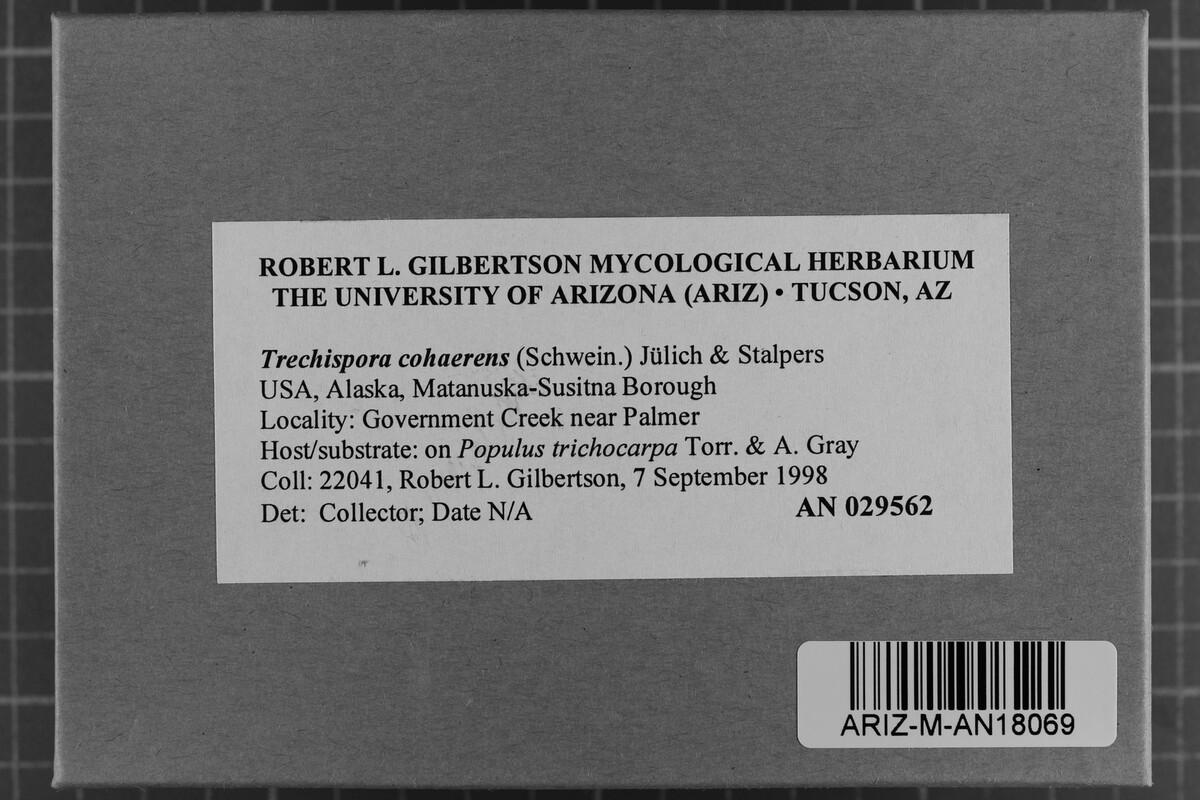 ROBERT L. GILBERTSON MYCOLOGICAL HERBARIUM
THE UNIVERSITY OF ARIZONA (ARIZ) • TUCSON, AZ
Trechispora cohaerens (Schwein.) Jülich & Stalpers
USA, Alaska, Matanuska-Susitna Borough
Locality: Government Creek near Palmer
Host/substrate: on Populus trichocarpa Torr. & A. Gray
Coll: 22041, Robert L. Gilbertson, 7 September 1998
Det: Collector; Date N/A AN 029562
ARIZ-M-AN18069